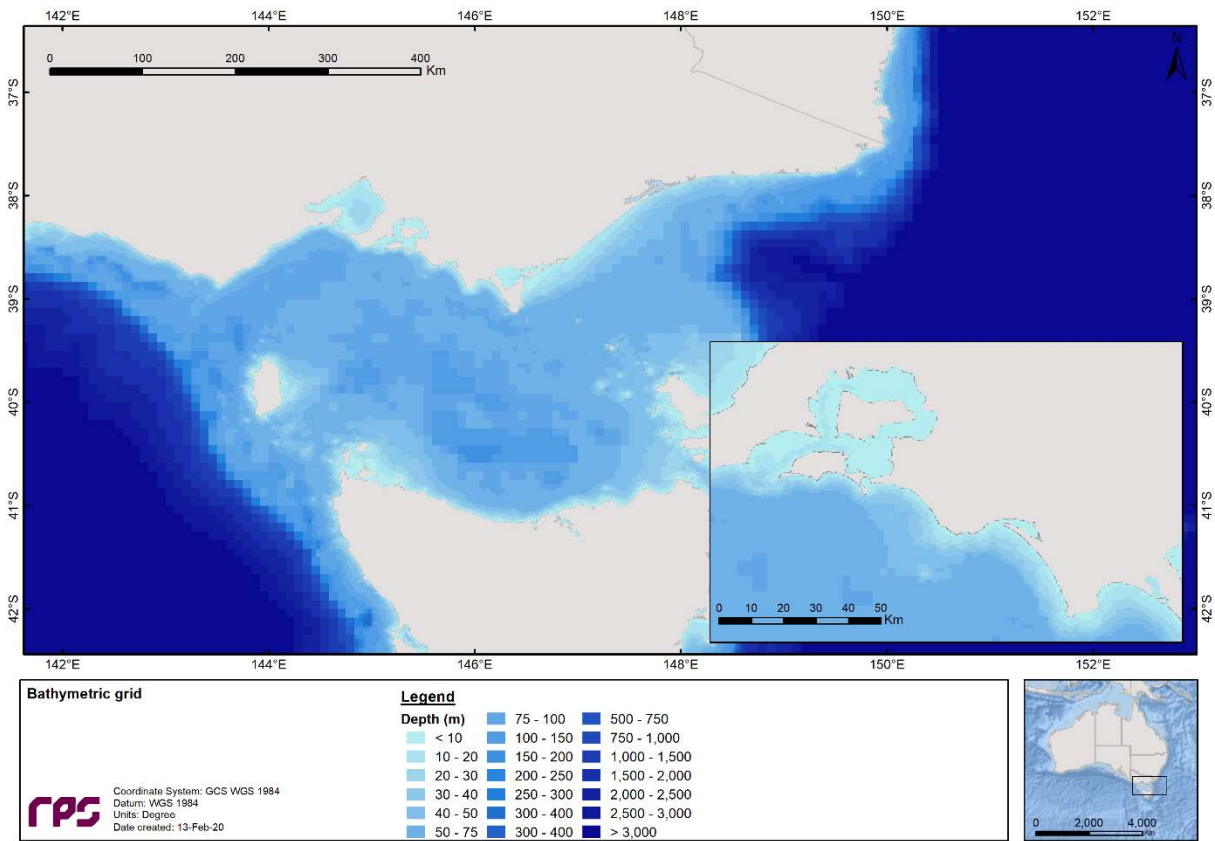 142°E 144°E 146°E 148°E 150°E 152°E
0 100 200 300 400
Km
N
37°S 37°S
38°S 38°S
39°S 39°S
40°S 40°S
41°S 41°S
42°S 42°S
0 10 20 30 40 50
Km
142°E 144°E 146°E 148°E 150°E 152°E
Bathymetric grid
rps
Coordinate System: GCS WGS 1984
Datum: WGS 1984
Units: Degree
Date created: 13-Feb-20
Legend
Depth (m)
< 10
10 - 20
20 - 30
30 - 40
40 - 50
50 - 75
75 - 100
100 - 150
150 - 200
200 - 250
250 - 300
300 - 400
300 - 400
500 - 750
750 - 1,000
1,000 - 1,500
1,500 - 2,000
2,000 - 2,500
2,500 - 3,000
> 3,000
0 2,000 4,000
Km